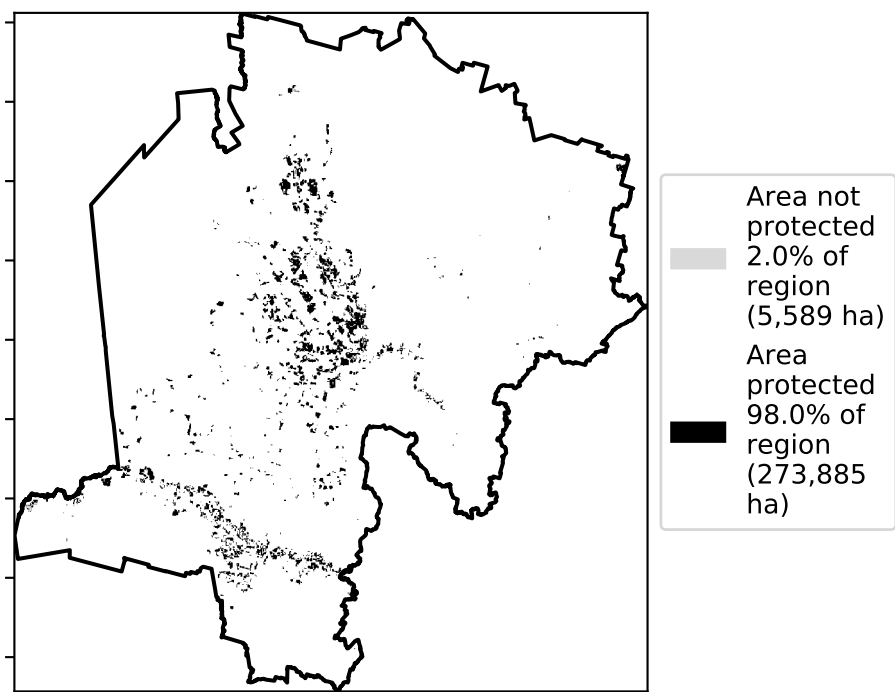 Area not
protected
2.0% of
region
(5,589 ha)
Area
protected
98.0% of
region
(273,885
ha)